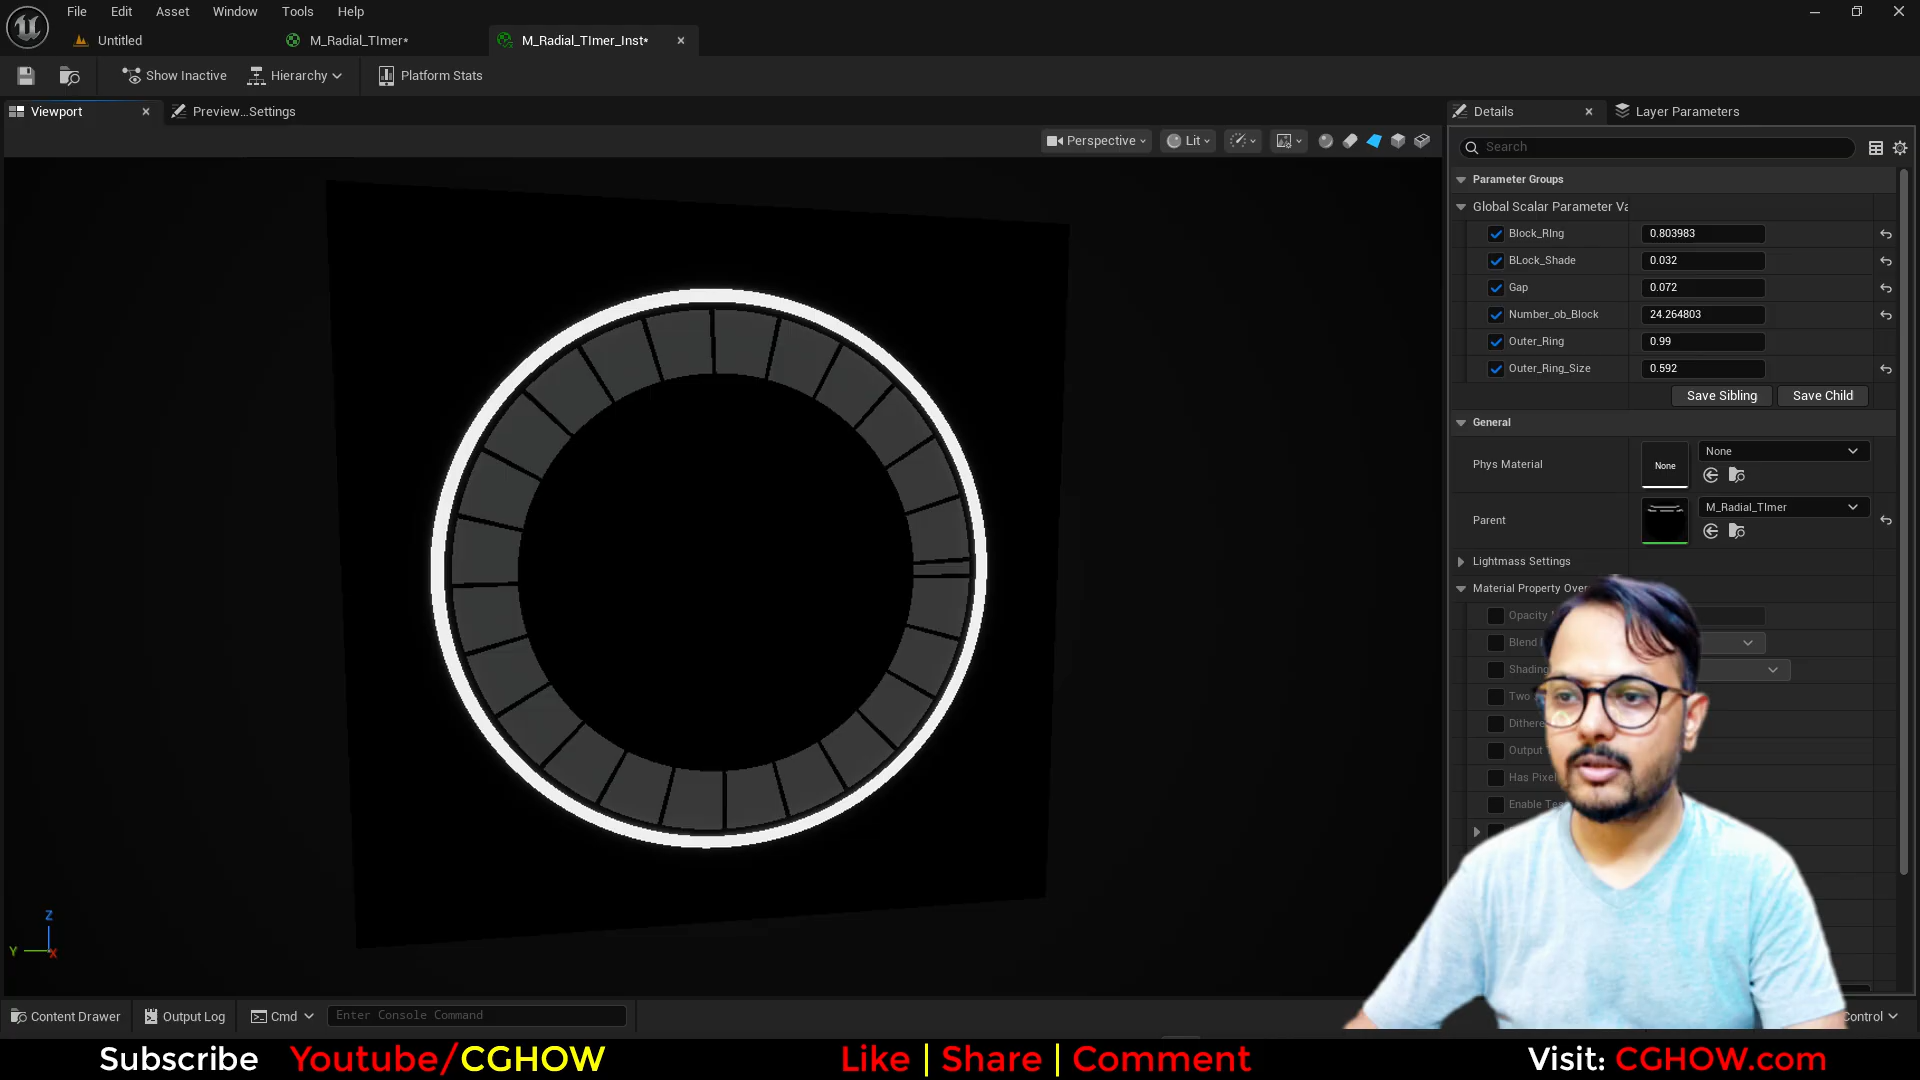 File Edit Asset Window Tools Help
Untitled M_Radial_TImer* M_Radial_TImer_Inst*
Show Inactive Hierarchy Platform Stats
Viewport Preview...Settings Details Layer Parameters
Perspective Lit
Search
Parameter Groups
Global Scalar Parameter Va
Block_RIng 0.803983
BLock_Shade 0.032
Gap 0.072
Number_ob_Block 24.264803
Outer_Ring 0.99
Outer_Ring_Size 0.592
Save Sibling Save Child
General
Phys Material None None
Parent M_Radial_TImer
Lightmass Settings
Material Property Over
Opacity
Blend
Shading
Two
Dithere
Output
Has Pixel
Enable
Z
Y X
Content Drawer Output Log Cmd Enter Console Command Control
Subscribe Youtube/CGHOW Like | Share | Comment Visit: CGHOW.com